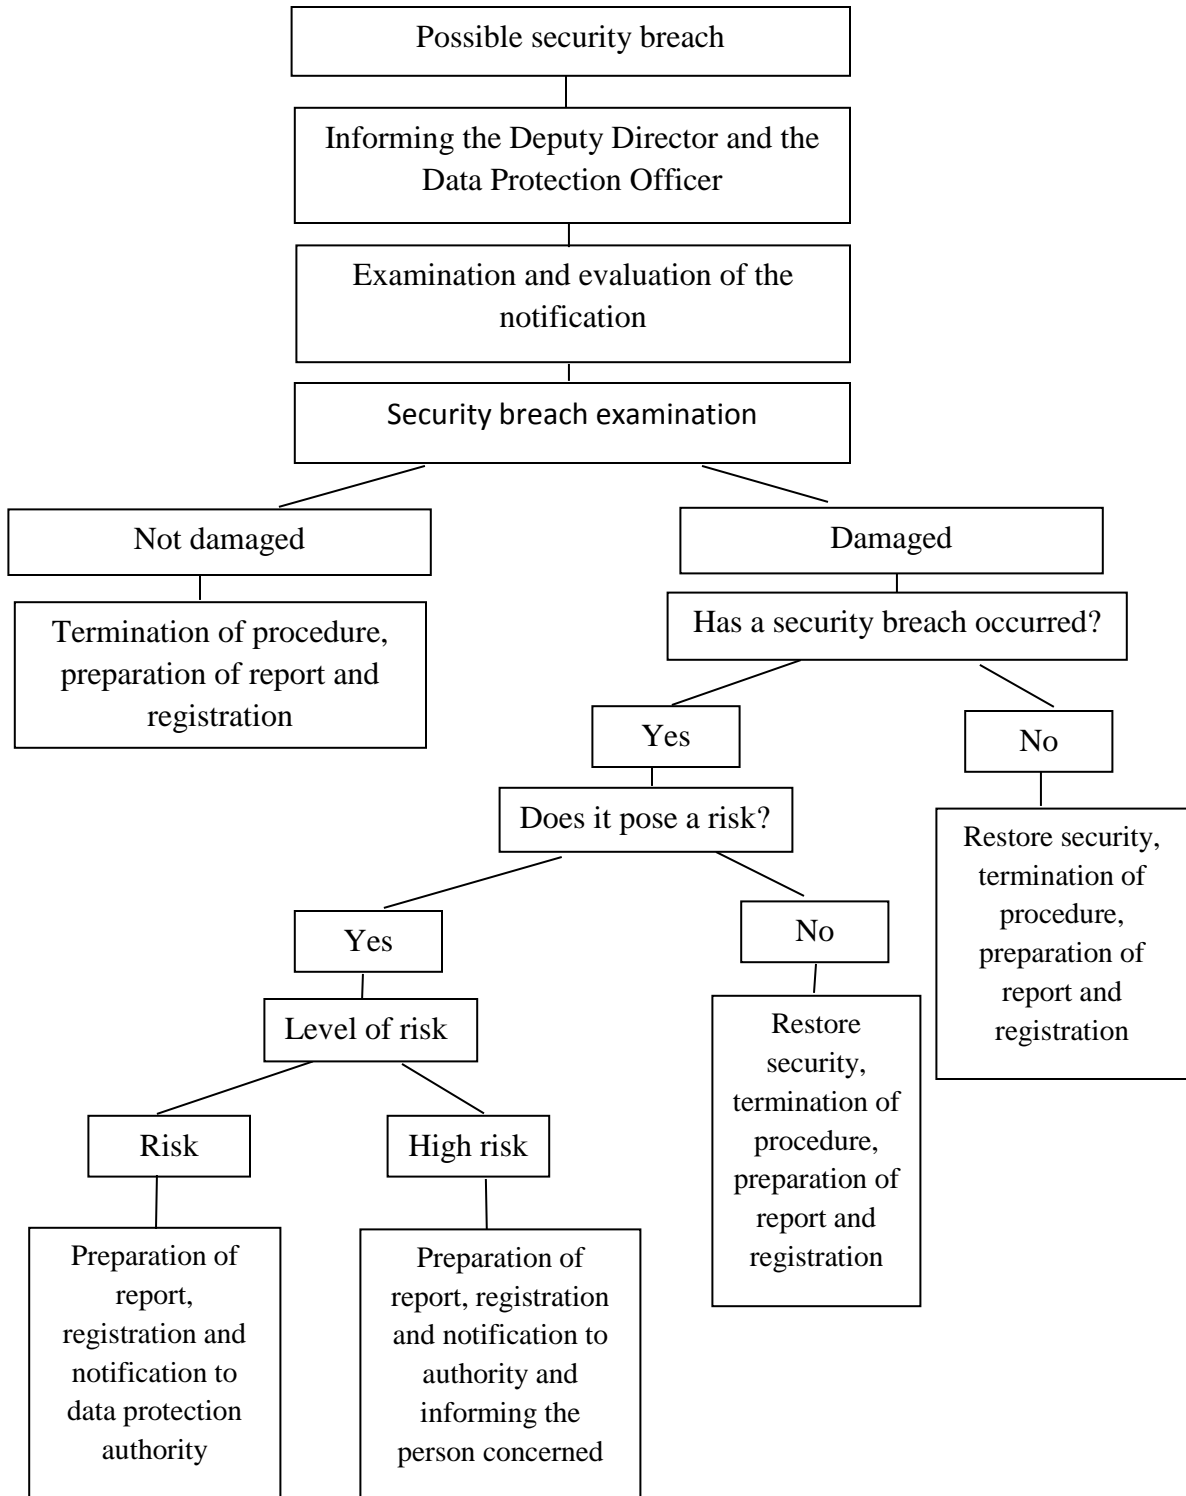 Possible security breach
Informing the Deputy Director and the
Data Protection Officer
Examination and evaluation of the
notification
Security breach examination
Not damaged
Damaged
Termination of procedure,
preparation of report and
registration
Has a security breach occurred?
Yes
No
Does it pose a risk?
Restore security,
termination of
procedure,
preparation of
report and
registration
Yes
No
Level of risk
Restore
security,
termination of
procedure,
preparation of
report and
registration
Risk
High risk
Preparation of
report,
registration and
notification to
data protection
authority
Preparation of
report, registration
and notification to
authority and
informing the
person concerned